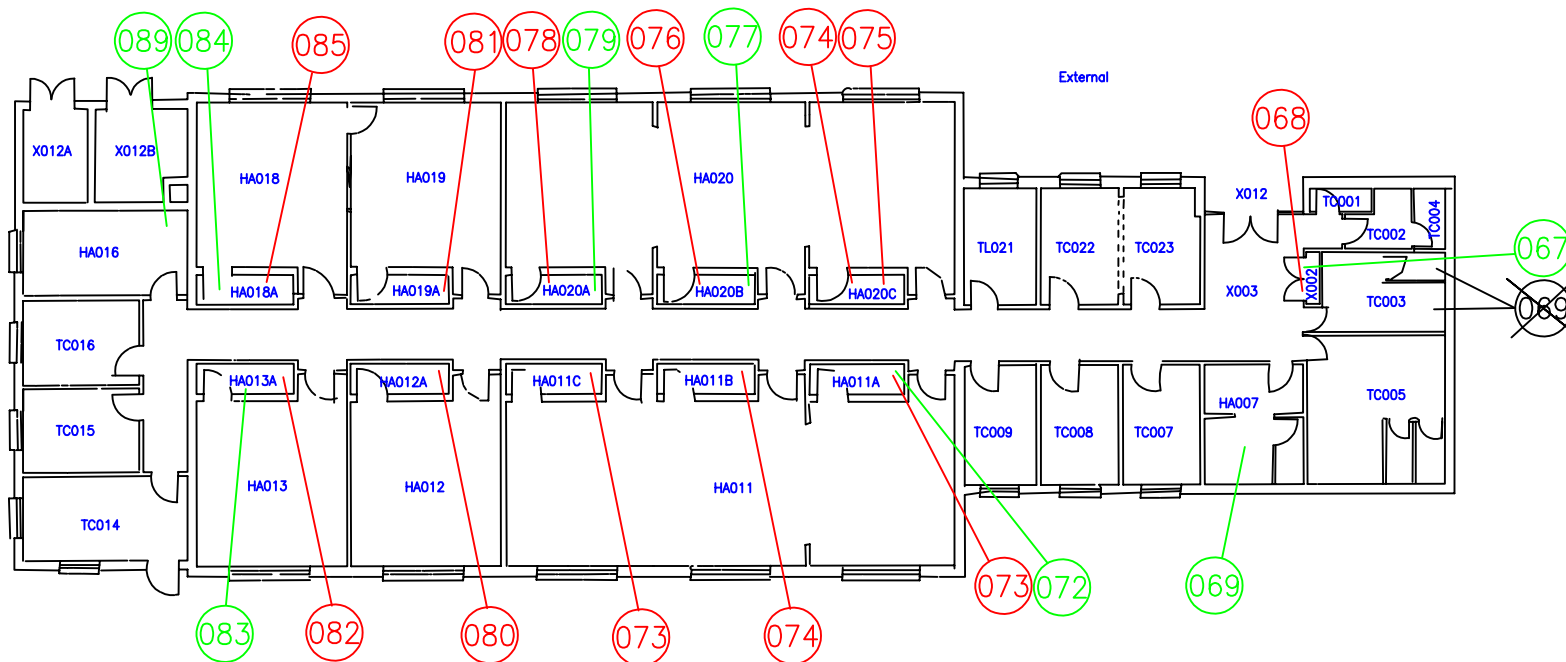 089 084 085 081 078 079 076 077 074 075
External
068
X012A X012B
HA018 HA019 HA020
X012 TC001
TC002 TC004
HA016 TL021 TC022 TC023
067
HA018A HA019A HA020A HA020B HA020C X003 X002 TC003
069
TC016
HA013A HA012A HA011C HA011B HA011A
HA007 TC005
TC015 TC009 TC008 TC007
HA013 HA012 HA011
TC014
073 072 069
083 082 080 073 074